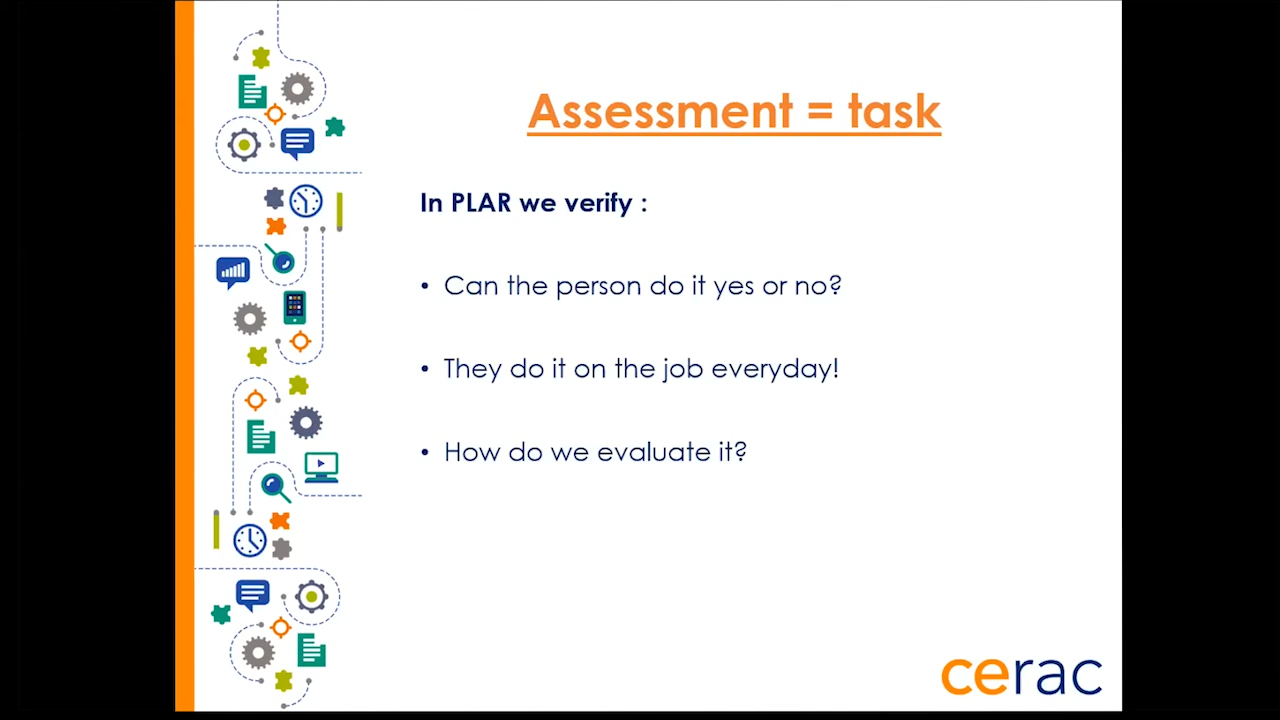 Assessment = task
In PLAR we verify :
• Can the person do it yes or no?
• They do it on the job everyday!
• How do we evaluate it?
cerac